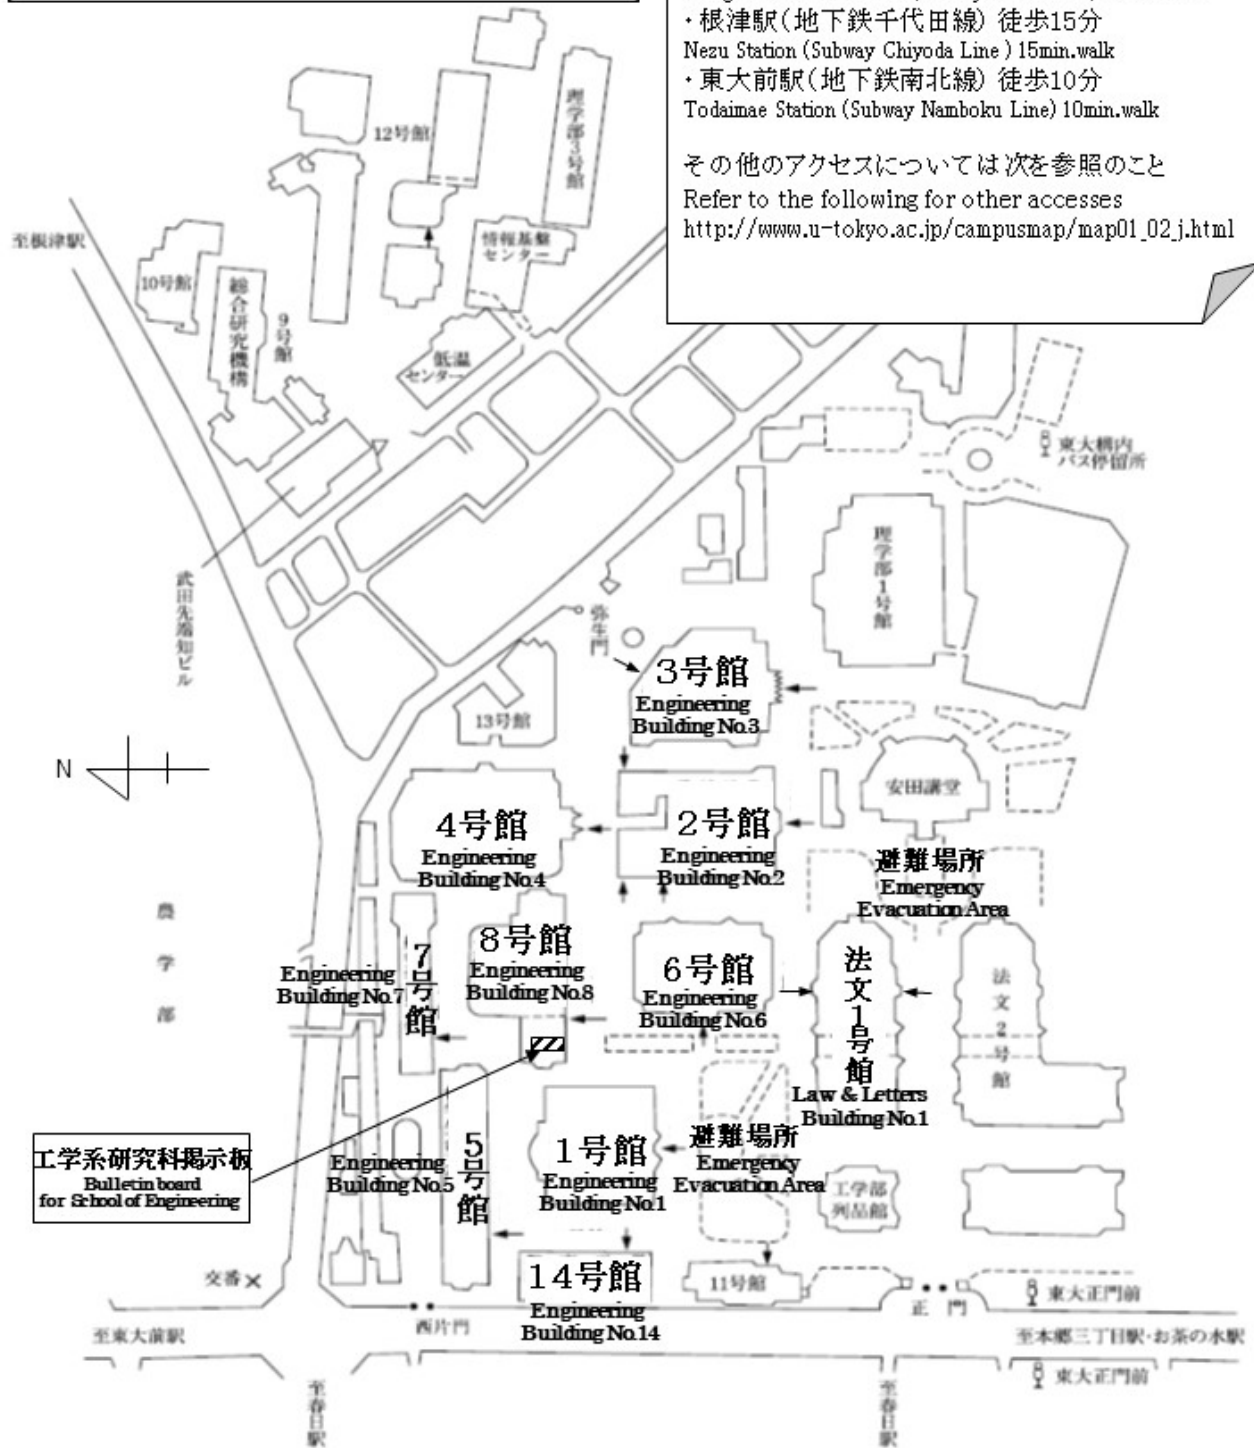 ・根津駅(地下鉄千代田線) 徒歩15分
Nezu Station (Subway Chiyoda Line ) 15min.walk
・東大前駅(地下鉄南北線) 徒歩10分
Todaimae Station (Subway Namboku Line) 10min.walk
その他のアクセスについては次を参照のこと
Refer to the following for other accesses
http://www.u-tokyo.ac.jp/campusmap/map01_02_j.html
理学部3号館
12号館
至根津駅
情報基盤
センター
10号館
総合研究機構
9号館
低温
センター
東大構内
バス停留所
理学部1号館
武田先端知ビル
弥生門
3号館
Engineering
Building No.3
13号館
N
安田講堂
4号館
Engineering
Building No.4
2号館
Engineering
Building No.2
避難場所
Emergency
Evacuation Area
農学部
7号館
Engineering
Building No.7
8号館
Engineering
Building No.8
6号館
Engineering
Building No.6
法文1号館
Law & Letters
Building No.1
法文2号館
工学系研究科掲示板
Bulletin board
for School of Engineering
5号館
Engineering
Building No.5
1号館
Engineering
Building No.1
避難場所
Emergency
Evacuation Area
工学部
列品館
交番
14号館
Engineering
Building No.14
11号館
正門
東大正門前
至東大前駅
西片門
至本郷三丁目駅・お茶の水駅
東大正門前
至春日駅
至春日駅